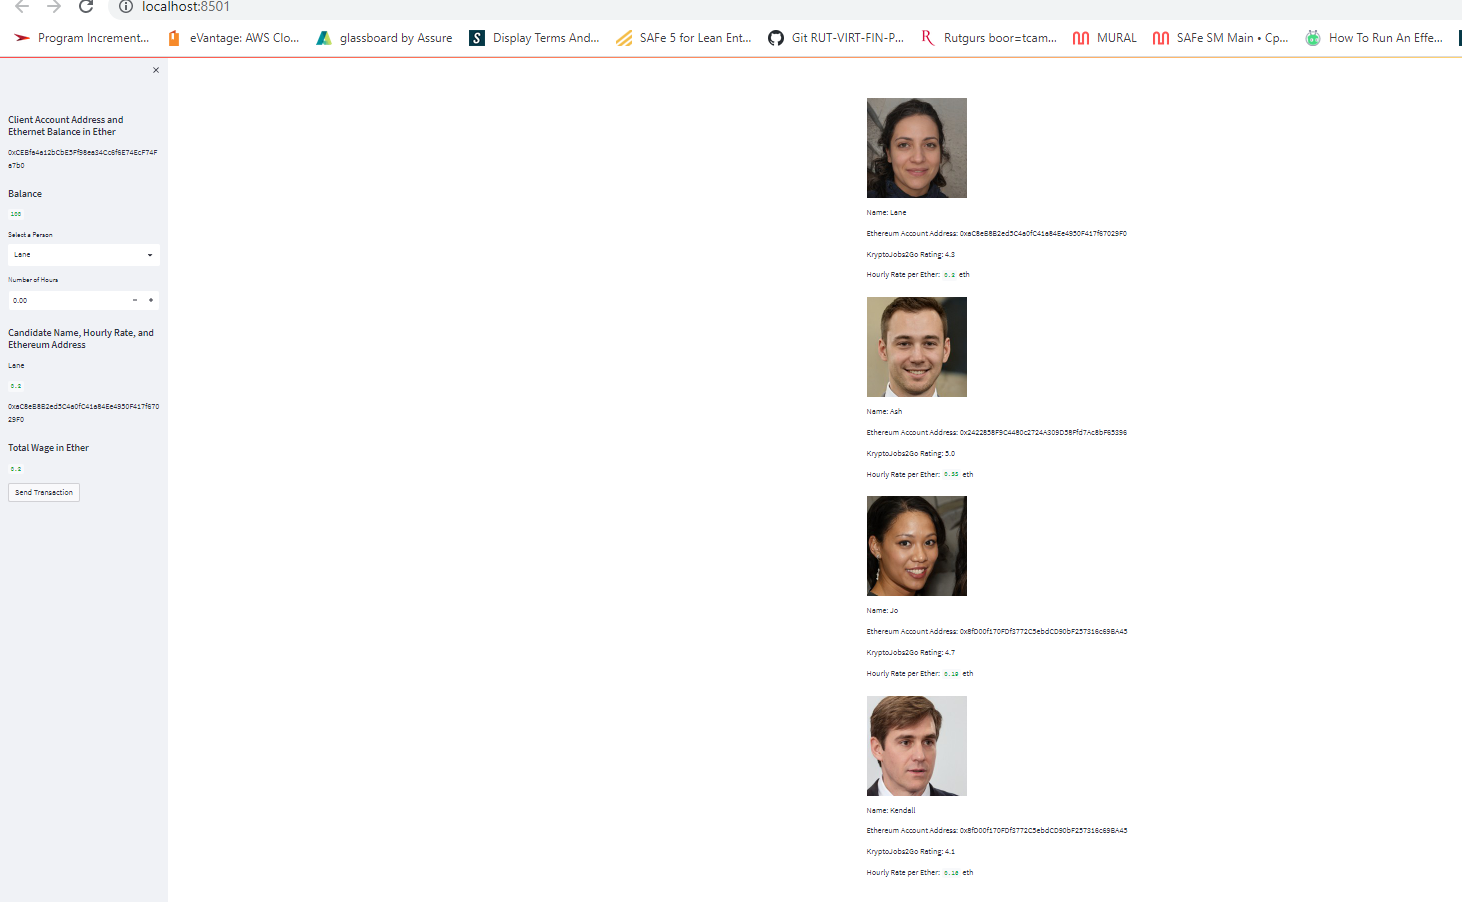 localhost:8501
Program Increment... eVantage: AWS Clo... glassboard by Assure Display Terms And... SAFe 5 for Lean Ent... Git RUT-VIRT-FIN-P... Rutgurs boor=tcam... MURAL SAFe SM Main • Cp... How To Run An Effe...
Client Account Address and
Ethernet Balance in Ether
0xCEBfa4a12bCbE5Ff98ea34Cc6f6E74EcF74F
a7b0
Balance
Select a Person
Lane
Number of Hours
0.00
Candidate Name, Hourly Rate, and
Ethereum Address
Lane
0.2
0xaC8eB8B2ed5C4a0fC41a84Ee4950F417f670
29F0
Total Wage in Ether
0.2
Send Transaction
Name: Lane
Ethereum Account Address: 0xaC8eB8B2ed5C4a0fC41a84Ee4950F417f67029F0
KryptoJobs2Go Rating: 4.3
Hourly Rate per Ether: 0.2 eth
Name: Ash
Ethereum Account Address: 0x2422858F9C4480c2724A309D58Ffd7Ac8bF65396
KryptoJobs2Go Rating: 5.0
Hourly Rate per Ether: 0.33 eth
Name: Jo
Ethereum Account Address: 0x8fD00f170FDf3772C5ebdCD90bF257316c69BA45
KryptoJobs2Go Rating: 4.7
Hourly Rate per Ether: 0.19 eth
Name: Kendall
Ethereum Account Address: 0x8fD00f170FDf3772C5ebdCD90bF257316c69BA45
KryptoJobs2Go Rating: 4.1
Hourly Rate per Ether: 0.16 eth